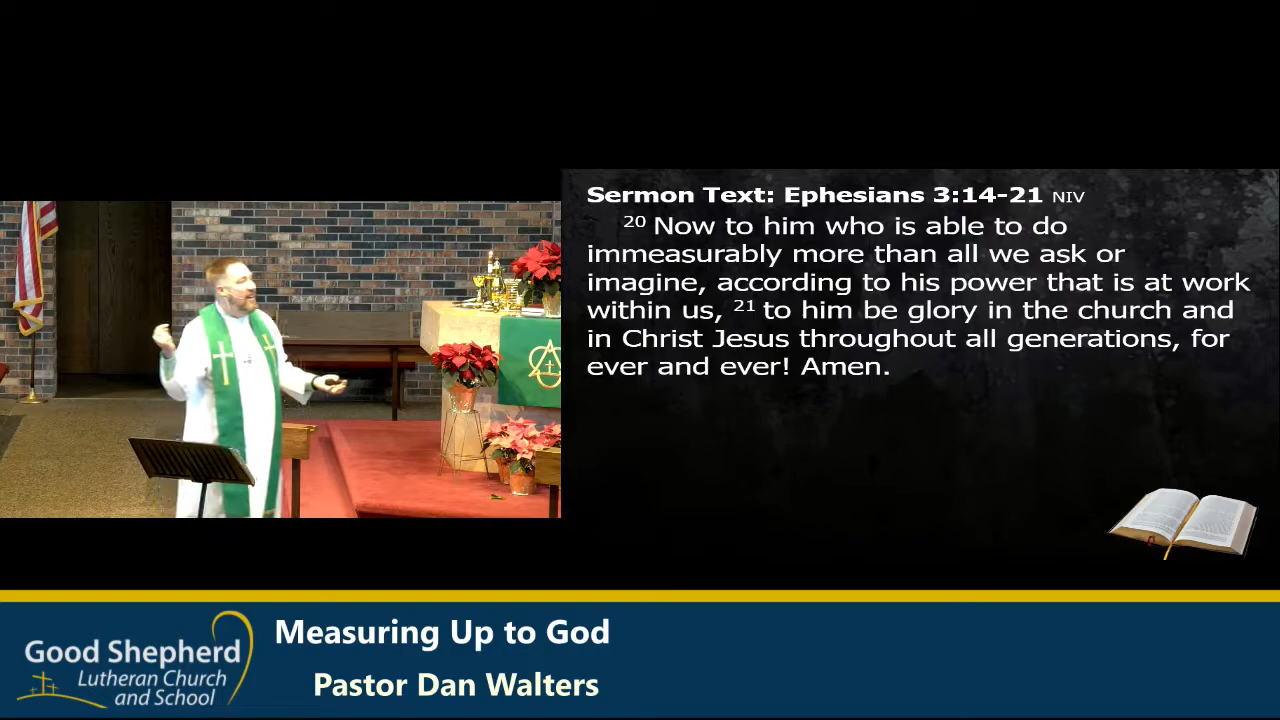 Sermon Text: Ephesians 3:14-21 NIV
20 Now to him who is able to do
immeasurably more than all we ask or
imagine, according to his power that is at work
within us, 21 to him be glory in the church and
in Christ Jesus throughout all generations, for
ever and ever! Amen.
Measuring Up to God
Pastor Dan Walters
Good Shepherd
Lutheran Church
and School